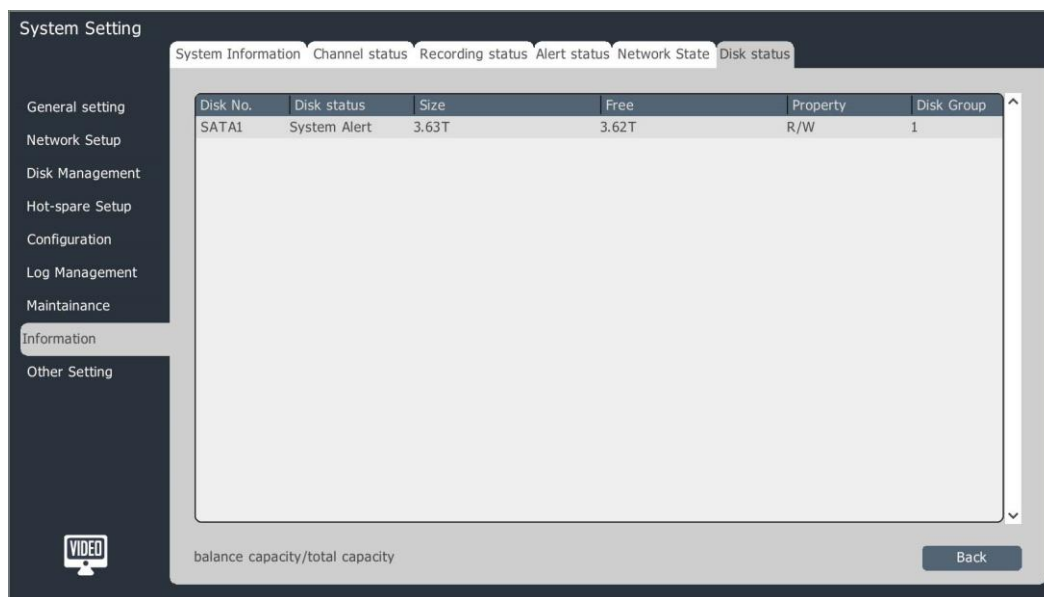 System Setting
System Information Channel status Recording status Alert status Network State Disk status
General setting
Network Setup
Disk Management
Hot-spare Setup
Configuration
Log Management
Maintainance
Information
Other Setting
Disk No. Disk status Size Free Property Disk Group
SATA1 System Alert 3.63T 3.62T R/W 1
VIDEO
balance capacity/total capacity
Back